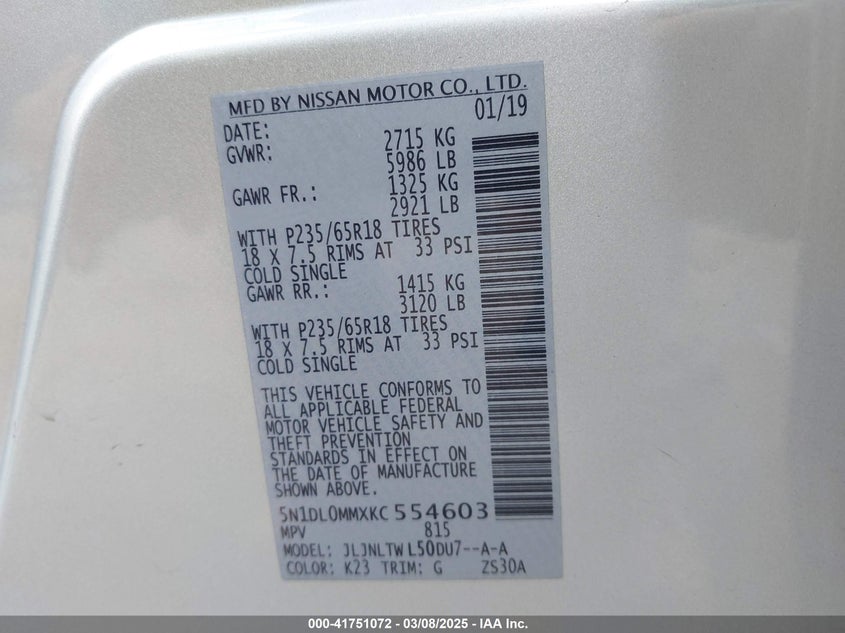 MFD BY NISSAN MOTOR CO., LTD.
DATE: 01/19
GVWR: 2715 KG
5986 LB
GAWR FR.: 1325 KG
2921 LB
WITH P235/65R18 TIRES
18 X 7.5 RIMS AT 33 PSI
COLD SINGLE
GAWR RR.: 1415 KG
3120 LB
WITH P235/65R18 TIRES
18 X 7.5 RIMS AT 33 PSI
COLD SINGLE
THIS VEHICLE CONFORMS TO
ALL APPLICABLE FEDERAL
MOTOR VEHICLE SAFETY AND
THEFT PREVENTION
STANDARDS IN EFFECT ON
THE DATE OF MANUFACTURE
SHOWN ABOVE.
5N1DL0MMXKC554603
MPV 815
MODEL: JLJNLTWL50DU7--A-A
COLOR: K23 TRIM: G ZS30A
000-41751072 - 03/08/2025 - IAA Inc.